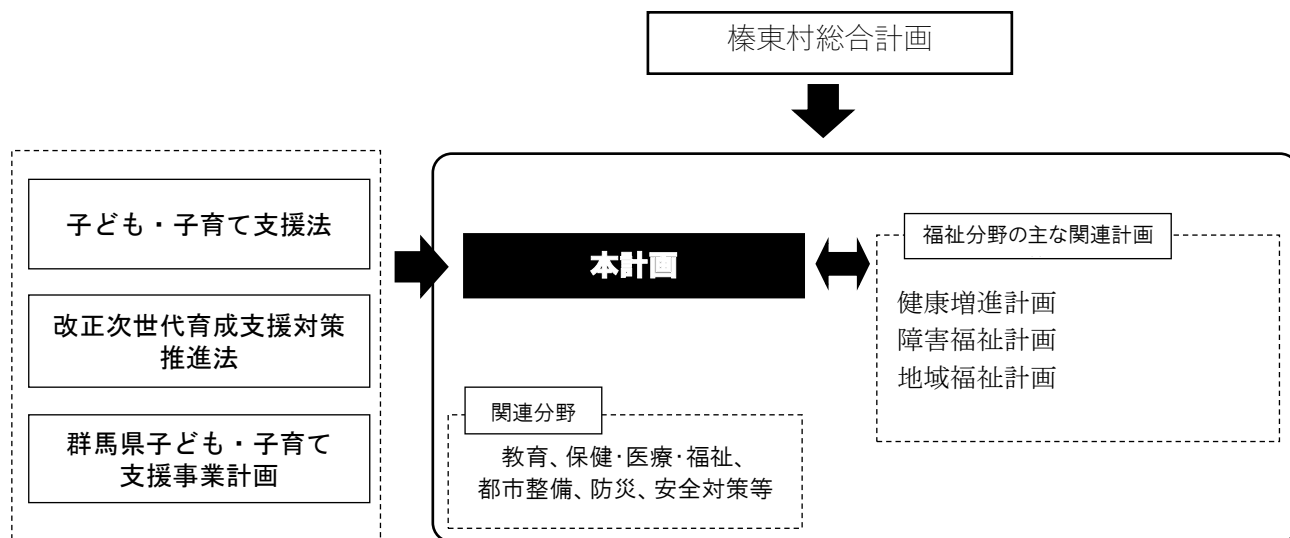 榛東村総合計画
子ども・子育て支援法
改正次世代育成支援対策
推進法
群馬県子ども・子育て
支援事業計画
本計画
福祉分野の主な関連計画
健康増進計画
障害福祉計画
地域福祉計画
関連分野
教育、保健･医療･福祉、
都市整備、防災、安全対策等